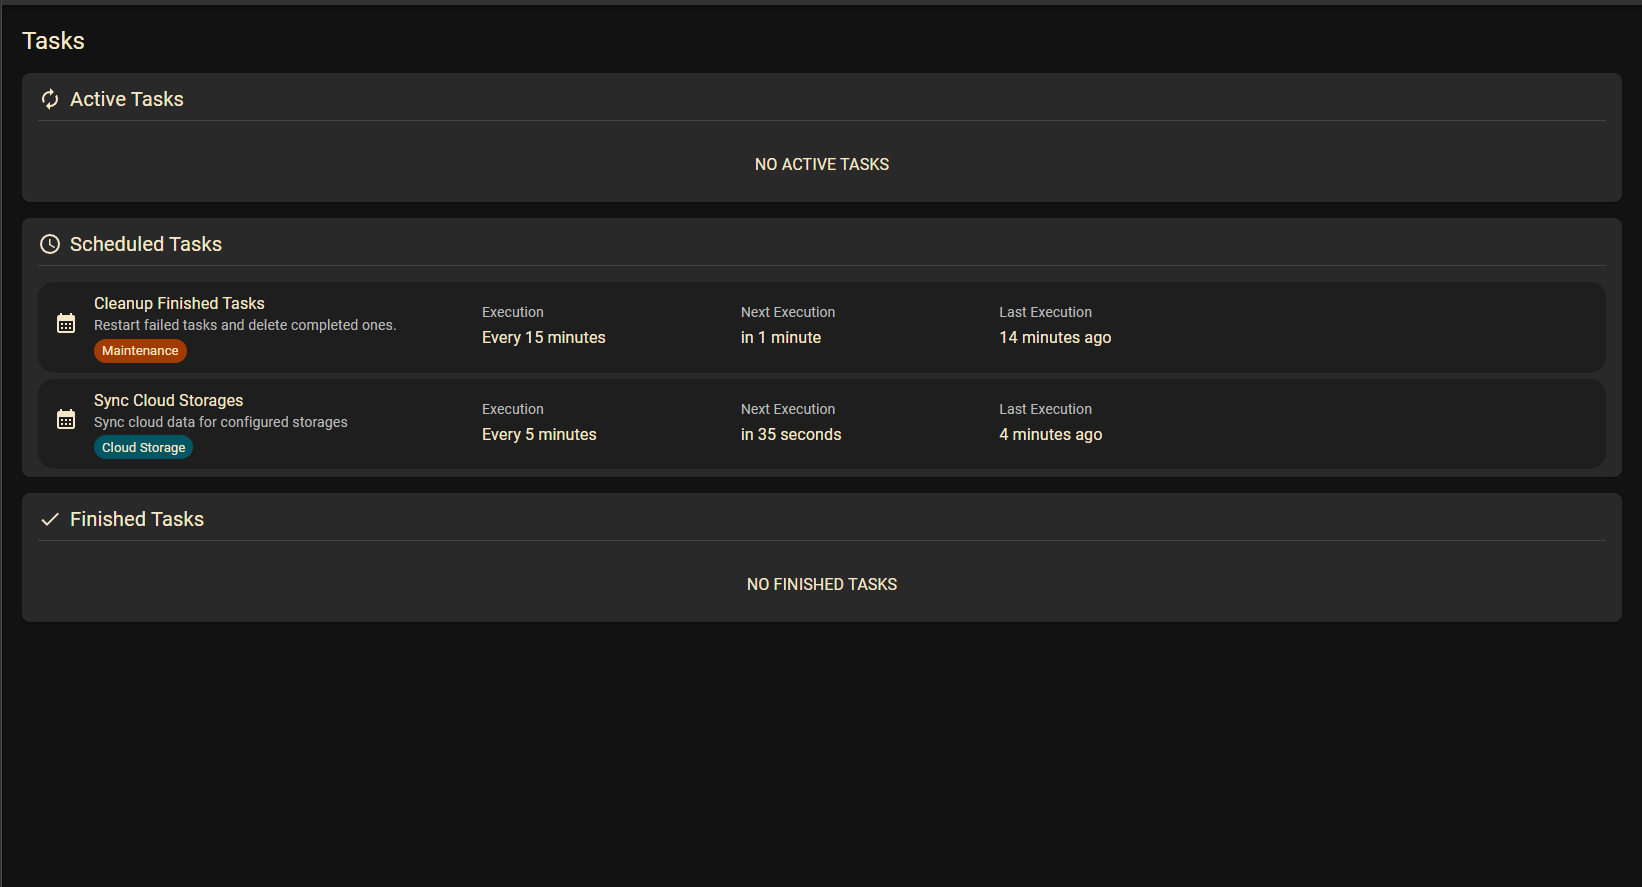 Tasks
Active Tasks
NO ACTIVE TASKS
Scheduled Tasks
Cleanup Finished Tasks
Restart failed tasks and delete completed ones.
Maintenance
Execution
Every 15 minutes
Next Execution
in 1 minute
Last Execution
14 minutes ago
Sync Cloud Storages
Sync cloud data for configured storages
Cloud Storage
Execution
Every 5 minutes
Next Execution
in 35 seconds
Last Execution
4 minutes ago
Finished Tasks
NO FINISHED TASKS